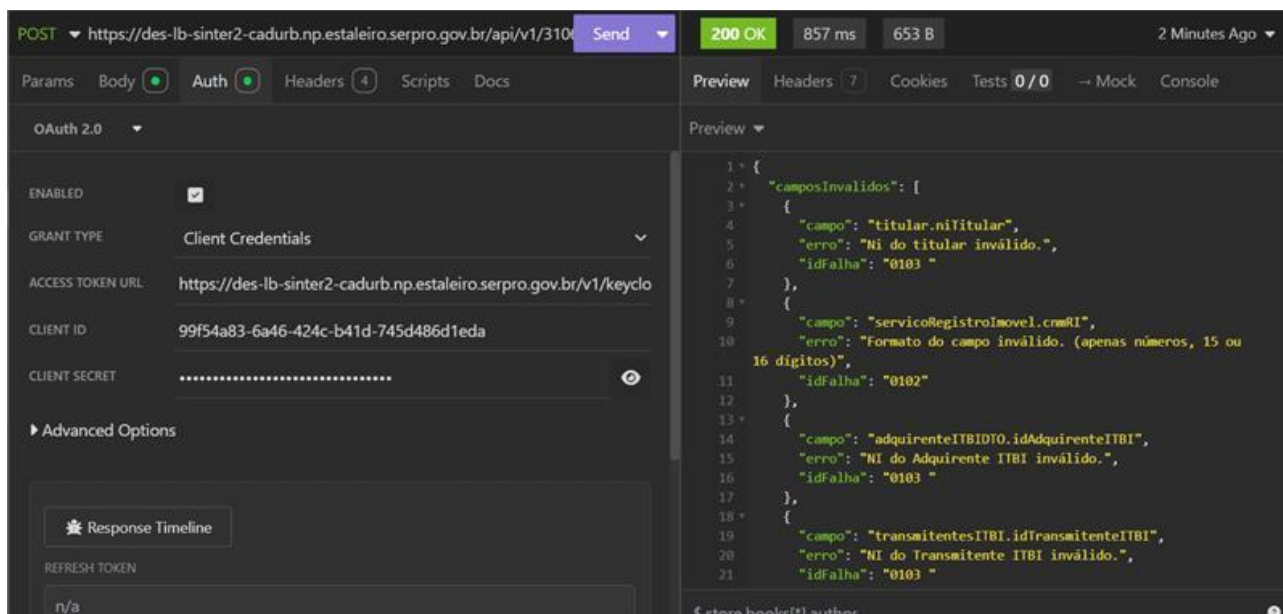 POST https://des-lb-sinter2-cadurb.np.estaleiro.serpro.gov.br/api/v1/3106 Send
Params Body Auth Headers 4 Scripts Docs
OAuth 2.0
ENABLED
GRANT TYPE Client Credentials
ACCESS TOKEN URL https://des-lb-sinter2-cadurb.np.estaleiro.serpro.gov.br/v1/keyclo
CLIENT ID 99f54a83-6a46-424c-b41d-745d486d1eda
CLIENT SECRET ••••••••••••••••••••••••••••••••
Advanced Options
Response Timeline
REFRESH TOKEN
n/a
200 OK 857 ms 653 B 2 Minutes Ago
Preview Headers 7 Cookies Tests 0 / 0 → Mock Console
Preview
1 {
2 "camposInvalidos": [
3 {
4 "campo": "titular.niTitular",
5 "erro": "Ni do titular inválido.",
6 "idFalha": "0103 "
7 },
8 {
9 "campo": "servicoRegistroImovel.cnmRI",
10 "erro": "Formato do campo inválido. (apenas números, 15 ou
16 dígitos)",
11 "idFalha": "0102"
12 },
13 {
14 "campo": "adquirenteITBIDTO.idAdquirenteITBI",
15 "erro": "NI do Adquirente ITBI inválido.",
16 "idFalha": "0103 "
17 },
18 {
19 "campo": "transmitentesITBI.idTransmitenteITBI",
20 "erro": "NI do Transmitente ITBI inválido.",
21 "idFalha": "0103 "
$.store.books[*].author